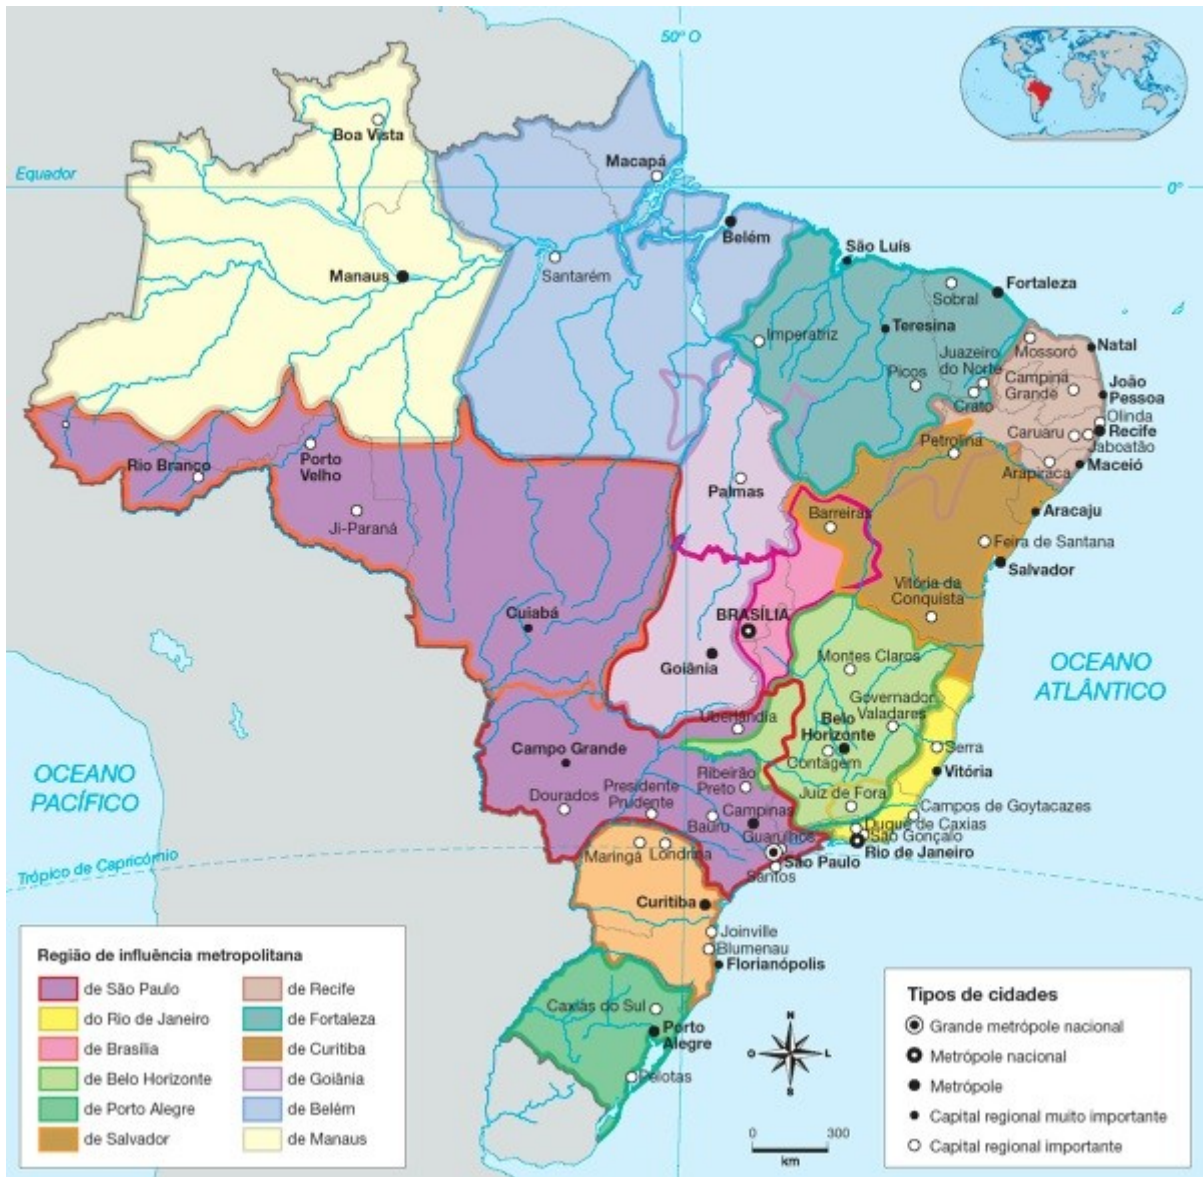 50º O
Equador
0º
Boa Vista
Macapá
Belém
São Luís
Santarém
Manaus
Sobral
Fortaleza
Imperatriz
Teresina
Mossoró
Natal
Picos
Juazeiro
do Norte
Campina
Grande
João
Pessoa
Crato
Olinda
Caruaru
Recife
Jaboatão
Petrolina
Arapiraca
Maceió
Rio Branco
Porto
Velho
Palmas
Barreiras
Aracaju
Ji-Paraná
Feira de Santana
Salvador
Vitória da
Conquista
Cuiabá
BRASÍLIA
Goiânia
Montes Claros
OCEANO
ATLÂNTICO
Governador
Valadares
Uberlândia
Belo
Horizonte
Serra
Campo Grande
Contagem
Vitória
OCEANO
PACÍFICO
Ribeirão
Preto
Presidente
Prudente
Dourados
Juiz de Fora
Campinas
Bauru
Campos de Goytacazes
Duque de Caxias
Guarulhos
São Gonçalo
Rio de Janeiro
Maringá
Londrina
São Paulo
Santos
Trópico de Capricórnio
Curitiba
Joinville
Blumenau
Florianópolis
Caxias do Sul
Porto
Alegre
Pelotas
Região de influência metropolitana
de São Paulo
do Rio de Janeiro
de Brasília
de Belo Horizonte
de Porto Alegre
de Salvador
de Recife
de Fortaleza
de Curitiba
de Goiânia
de Belém
de Manaus
N
O
L
S
0
300
km
Tipos de cidades
Grande metrópole nacional
Metrópole nacional
Metrópole
Capital regional muito importante
Capital regional importante